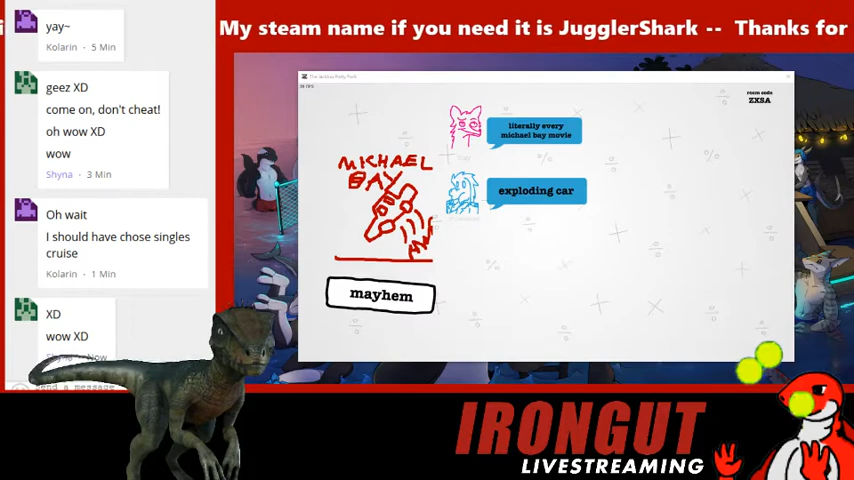 My steam name if you need it is JugglerShark -- Thanks for
yay~
Kolarin • 5 Min
geez XD
come on, don't cheat!
oh wow XD
wow
Shyna • 3 Min
Oh wait
I should have chose singles
cruise
Kolarin • 1 Min
XD
wow XD
The Jackbox Party Pack
room code
ZXSA
literally every
michael bay movie
MICHAEL
BAY
exploding car
mayhem
IRONGUT
LIVESTREAMING